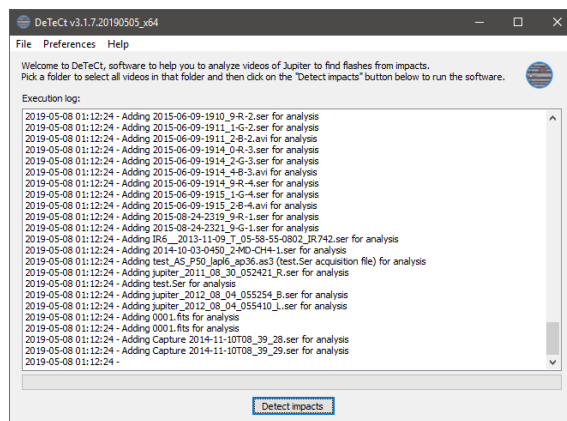 DeTeCt v3.1.7.20190505_x64
File Preferences Help
Welcome to DeTeCt, software to help you to analyze videos of Jupiter to find flashes from impacts.
Pick a folder to select all videos in that folder and then click on the "Detect impacts" button below to run the software.
Execution log:
2019-05-08 01:12:24 - Adding 2015-06-09-1910_9-R-2.ser for analysis
2019-05-08 01:12:24 - Adding 2015-06-09-1911_1-G-2.ser for analysis
2019-05-08 01:12:24 - Adding 2015-06-09-1911_2-B-2.avi for analysis
2019-05-08 01:12:24 - Adding 2015-06-09-1914_0-R-3.ser for analysis
2019-05-08 01:12:24 - Adding 2015-06-09-1914_2-G-3.ser for analysis
2019-05-08 01:12:24 - Adding 2015-06-09-1914_4-B-3.avi for analysis
2019-05-08 01:12:24 - Adding 2015-06-09-1914_9-R-4.ser for analysis
2019-05-08 01:12:24 - Adding 2015-06-09-1915_1-G-4.ser for analysis
2019-05-08 01:12:24 - Adding 2015-06-09-1915_2-B-4.avi for analysis
2019-05-08 01:12:24 - Adding 2015-08-24-2319_9-R-1.ser for analysis
2019-05-08 01:12:24 - Adding 2015-08-24-2321_9-G-1.ser for analysis
2019-05-08 01:12:24 - Adding IR6__2013-11-09_T_05-58-55-0802_IR742.ser for analysis
2019-05-08 01:12:24 - Adding 2014-10-03-0450_2-MD-CH4-1.ser for analysis
2019-05-08 01:12:24 - Adding test_AS_P50_lapl6_ap36.as3 (test.Ser acquisition file) for analysis
2019-05-08 01:12:24 - Adding jupiter_2011_08_30_052421_R.ser for analysis
2019-05-08 01:12:24 - Adding test.Ser for analysis
2019-05-08 01:12:24 - Adding jupiter_2012_08_04_055254_B.ser for analysis
2019-05-08 01:12:24 - Adding jupiter_2012_08_04_055410_L.ser for analysis
2019-05-08 01:12:24 - Adding 0001.fits for analysis
2019-05-08 01:12:24 - Adding 0001.fits for analysis
2019-05-08 01:12:24 - Adding Capture 2014-11-10T08_39_28.ser for analysis
2019-05-08 01:12:24 - Adding Capture 2014-11-10T08_39_29.ser for analysis
2019-05-08 01:12:24 -
Detect impacts